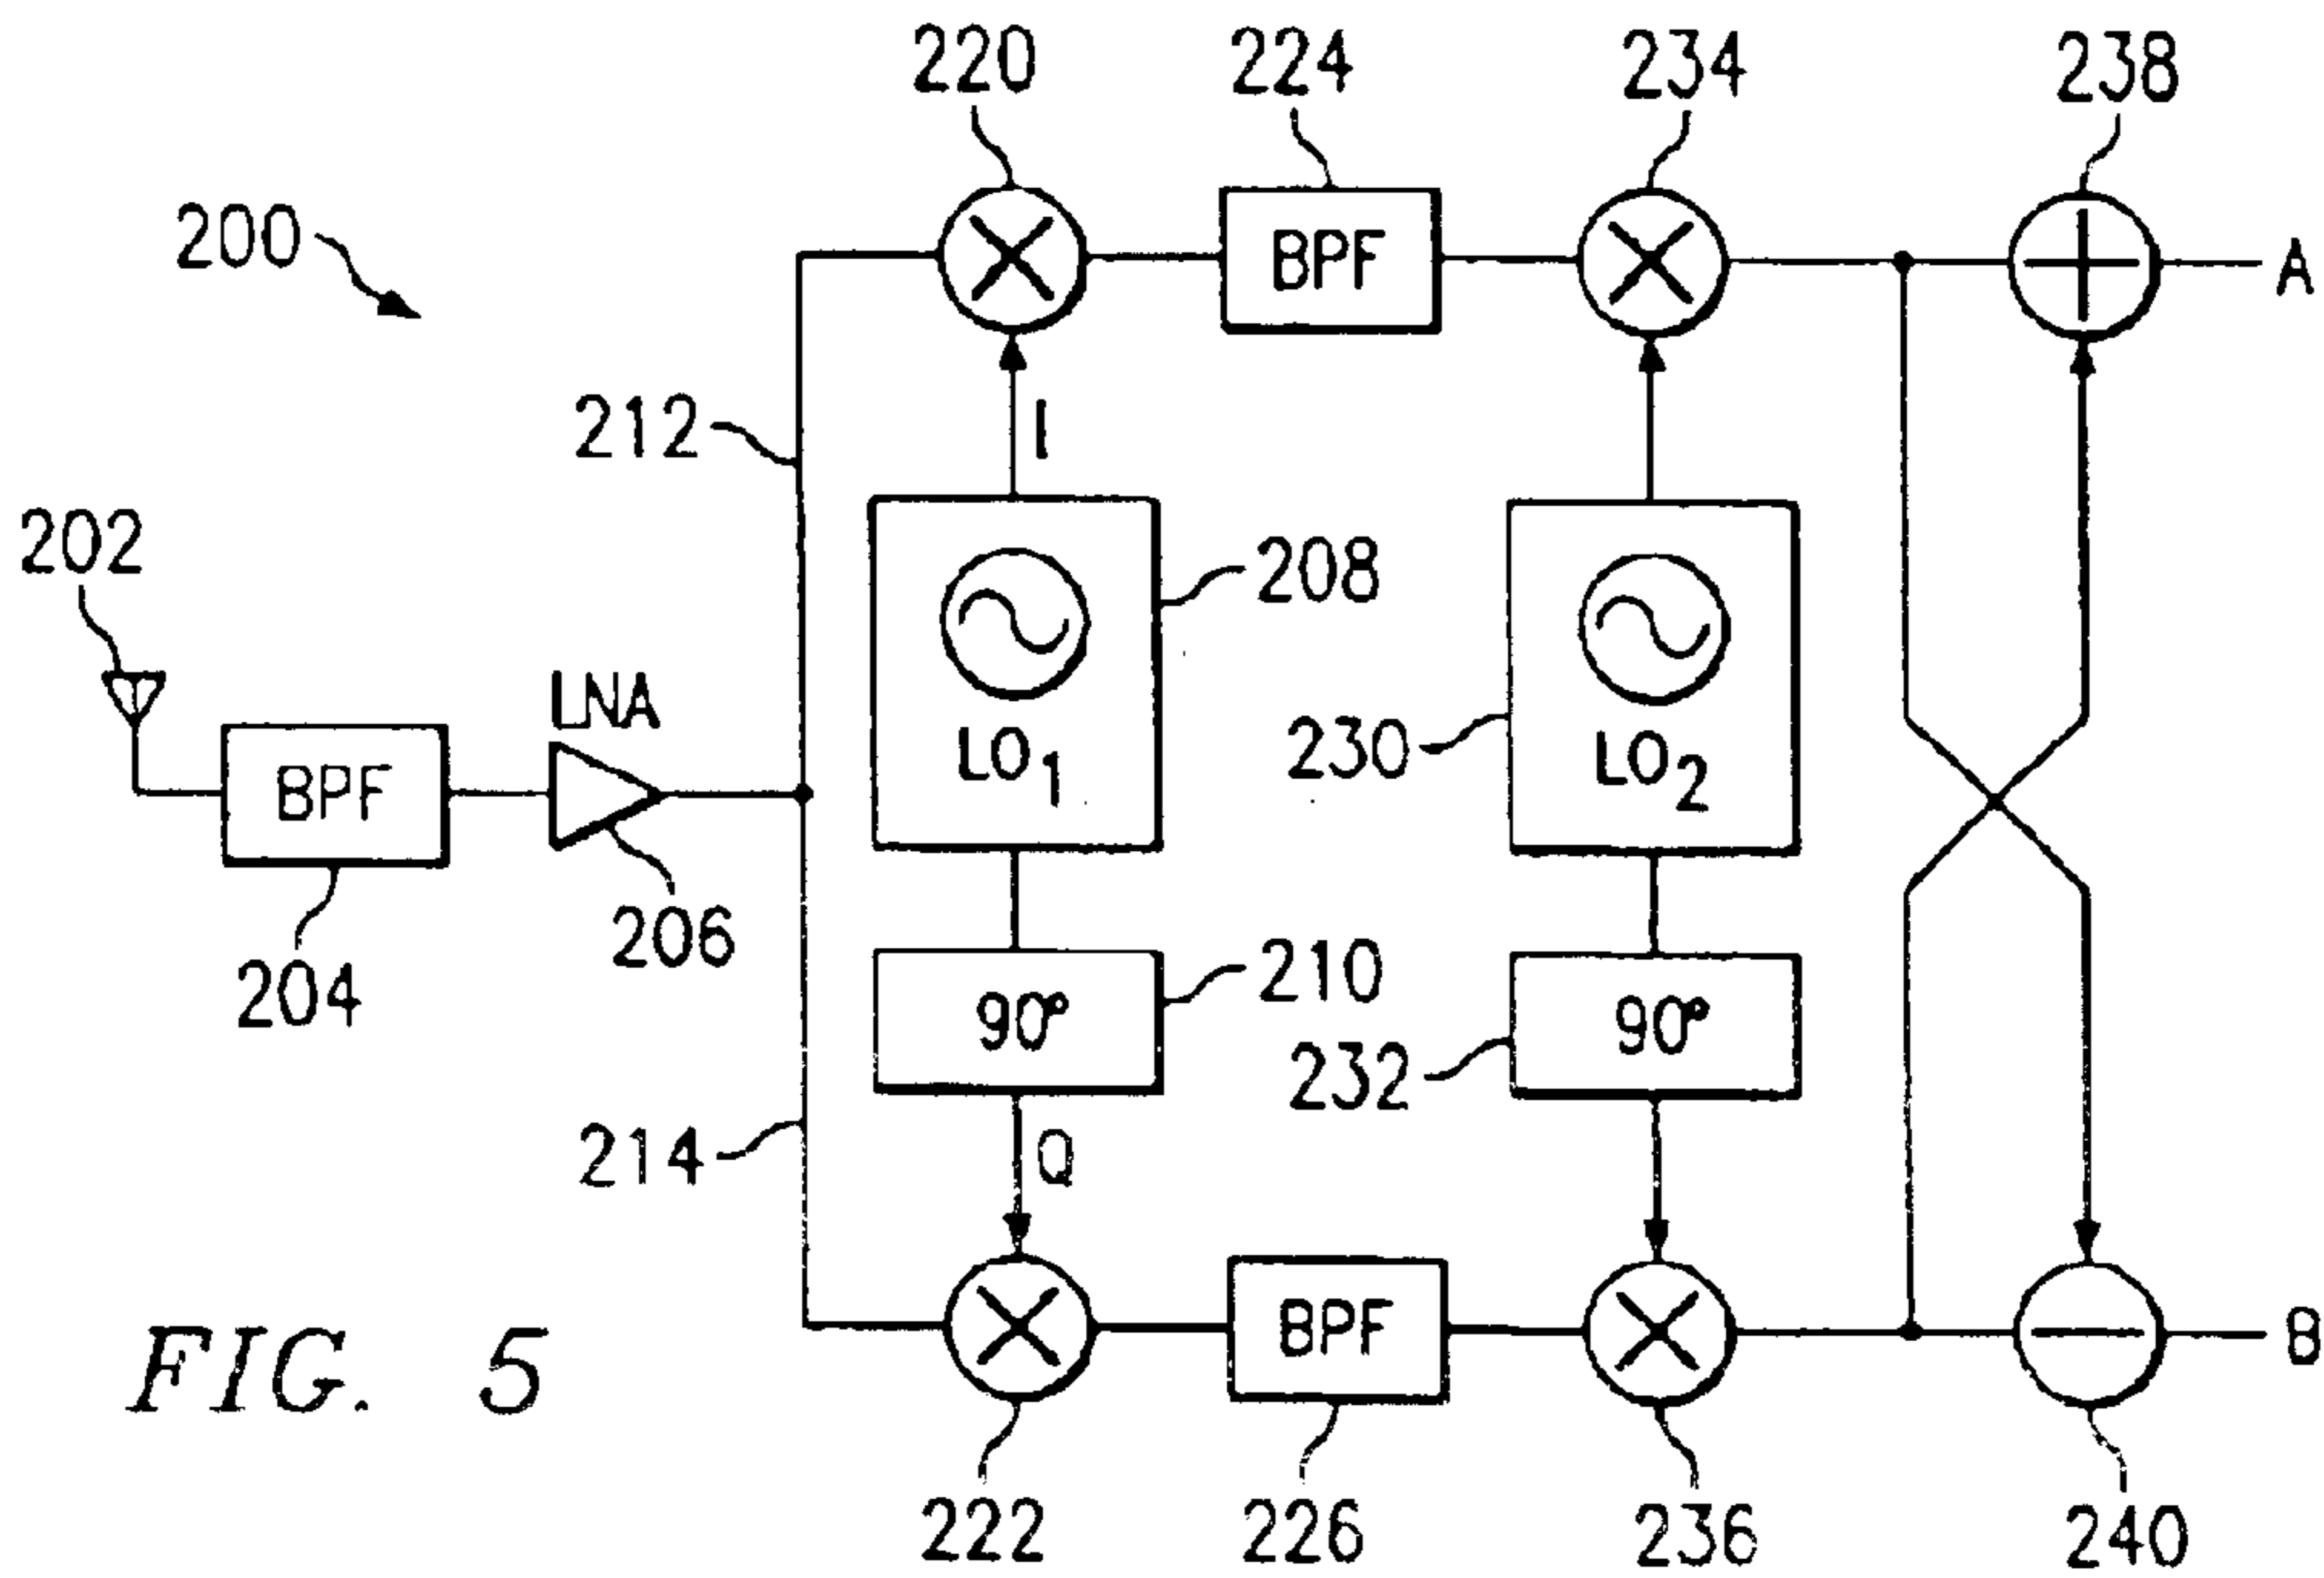 220 224 234 238
200
BPF A
212 I
202 208
LNA
BPF LO1 230 LO2
206
204 210
90° 232 90°
214 Q
BPF B
FIG. 5
222 226 236 240